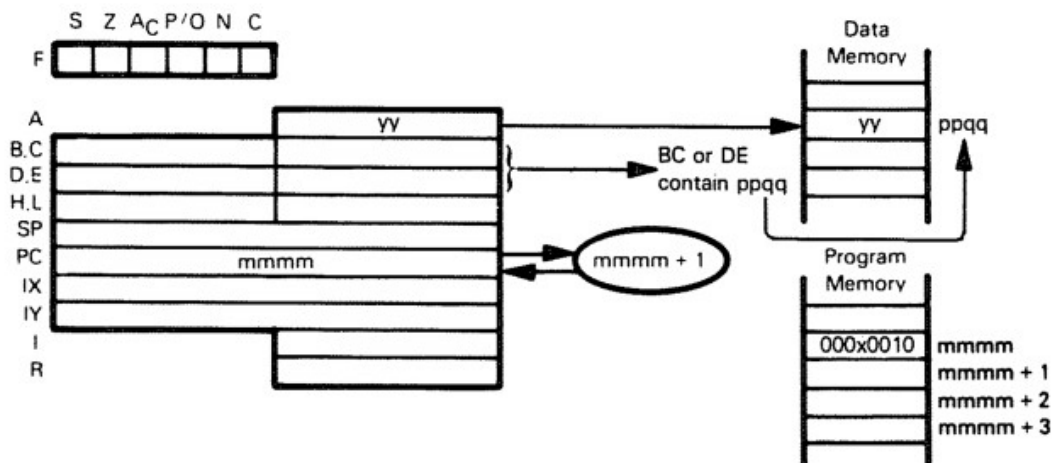 S Z AC P/O N C
F
Data
Memory
A
yy
yy
ppqq
B.C
D.E
H.L
BC or DE
contain ppqq
SP
PC
mmmm
mmmm + 1
IX
IY
I
R
Program
Memory
000x0010
mmmm
mmmm + 1
mmmm + 2
mmmm + 3